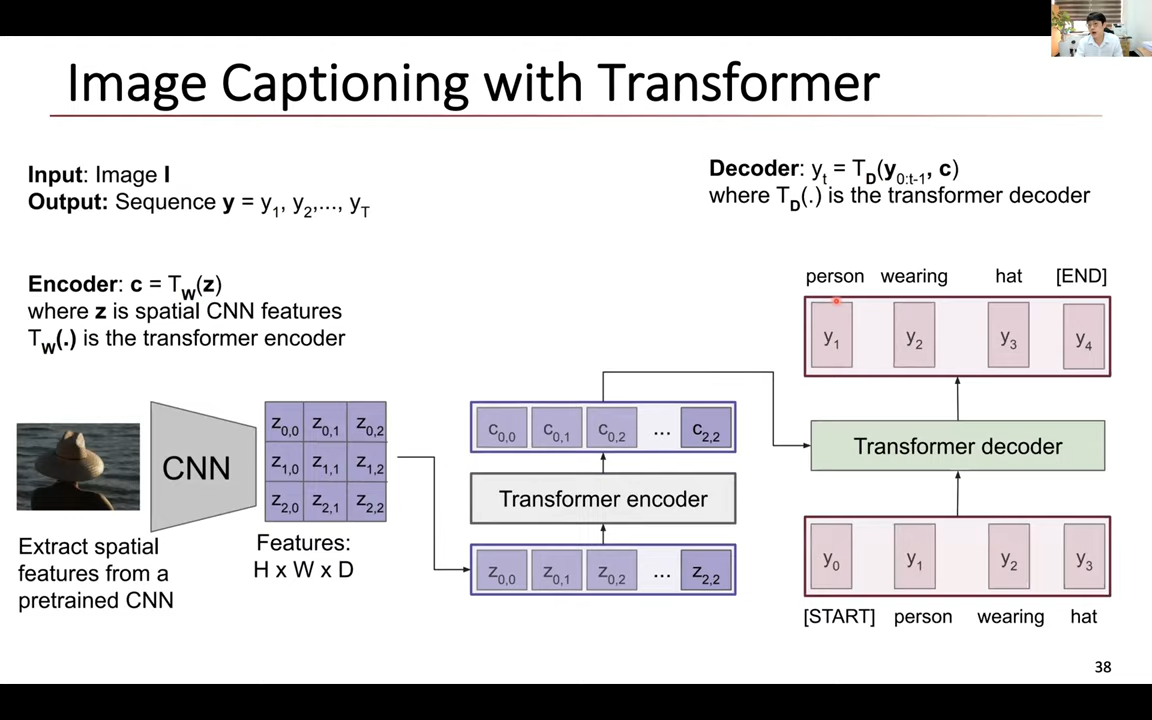 Image Captioning with Transformer
Input: Image I
Output: Sequence y = y1, y2,..., yT
Decoder: yt = TD(y0:t-1, c)
where TD(.) is the transformer decoder
Encoder: c = TW(z)
where z is spatial CNN features
TW(.) is the transformer encoder
person wearing hat [END]
y1 y2 y3 y4
CNN
z0,0 z0,1 z0,2
z1,0 z1,1 z1,2
z2,0 z2,1 z2,2
Extract spatial
features from a
pretrained CNN
Features:
H x W x D
c0,0 c0,1 c0,2 ... c2,2
Transformer encoder
z0,0 z0,1 z0,2 ... z2,2
Transformer decoder
y0 y1 y2 y3
[START] person wearing hat
38